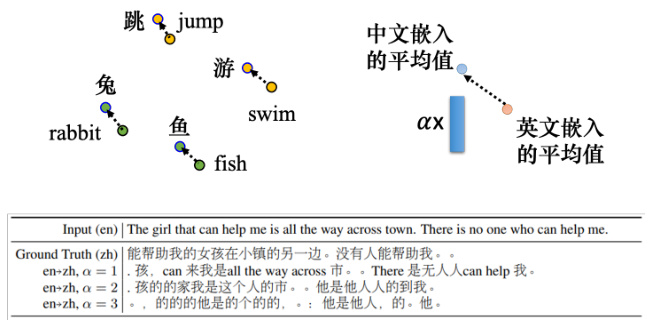 跳 jump
游
swim
兔
rabbit
鱼
fish
中文嵌入
的平均值
αx
英文嵌入
的平均值
Input (en) | The girl that can help me is all the way across town. There is no one who can help me.
Ground Truth (zh) | 能帮助我的女孩在小镇的另一边。没有人能帮助我。。
en→zh, α = 1 | . 孩，can 来我是all the way across 市。。There 是无人人can help 我。
en→zh, α = 2 | . 孩的的家我是这个人的市。。他是他人人的到我。
en→zh, α = 3 | 。，的的的他是的个的的，。：他是他人，的。他。